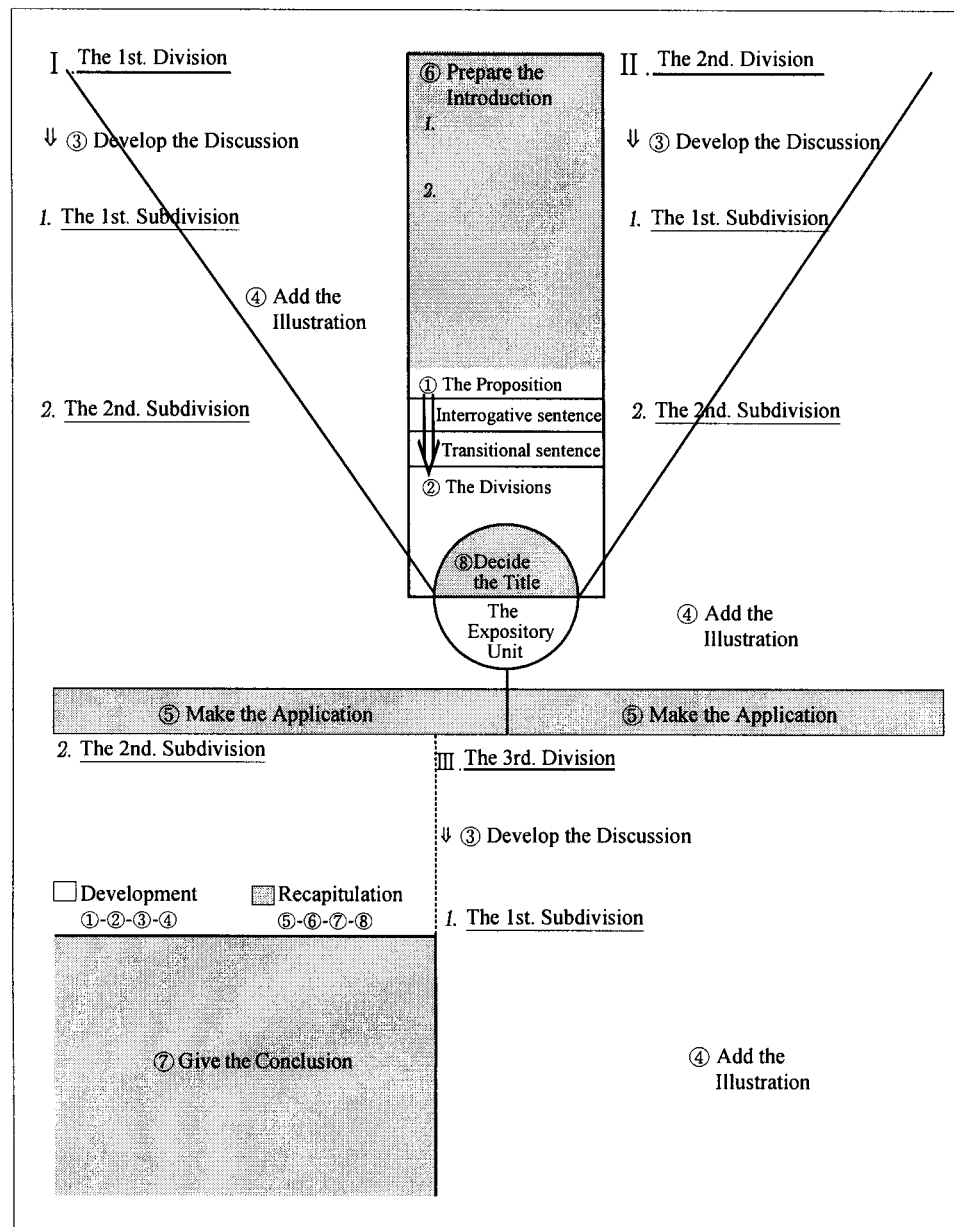 I. The 1st. Division
⇓ ③ Develop the Discussion
1. The 1st. Subdivision
④ Add the
Illustration
2. The 2nd. Subdivision
⑥ Prepare the
Introduction
1.
2.
① The Proposition
Interrogative sentence
Transitional sentence
② The Divisions
⑧ Decide
the Title
The
Expository
Unit
II. The 2nd. Division
⇓ ③ Develop the Discussion
1. The 1st. Subdivision
2. The 2nd. Subdivision
④ Add the
Illustration
⑤ Make the Application
⑤ Make the Application
2. The 2nd. Subdivision
III. The 3rd. Division
⇓ ③ Develop the Discussion
1. The 1st. Subdivision
④ Add the
Illustration
Development
①-②-③-④
Recapitulation
⑤-⑥-⑦-⑧
⑦ Give the Conclusion